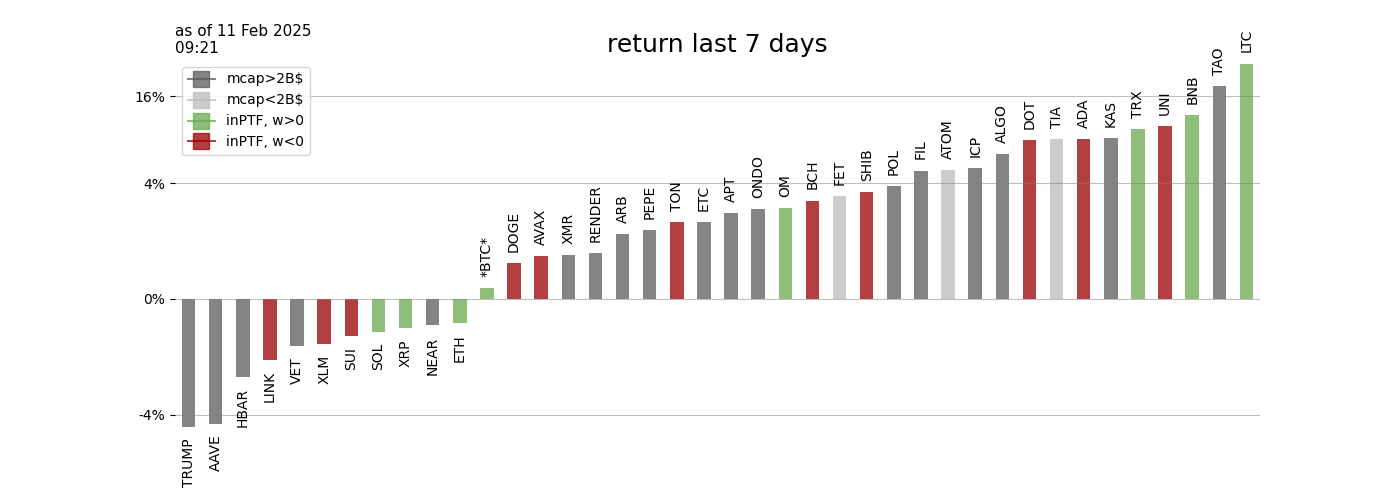 as of 11 Feb 2025
09:21
return last 7 days
mcap>2B$
mcap<2B$
inPTF, w>0
inPTF, w<0
16%
4%
0%
-4%
TRUMP
AAVE
HBAR
LINK
VET
XLM
SUI
SOL
XRP
NEAR
ETH
*BTC*
DOGE
AVAX
XMR
RENDER
ARB
PEPE
TON
ETC
APT
ONDO
OM
BCH
FET
SHIB
POL
FIL
ATOM
ICP
ALGO
DOT
TIA
ADA
KAS
TRX
UNI
BNB
TAO
LTC